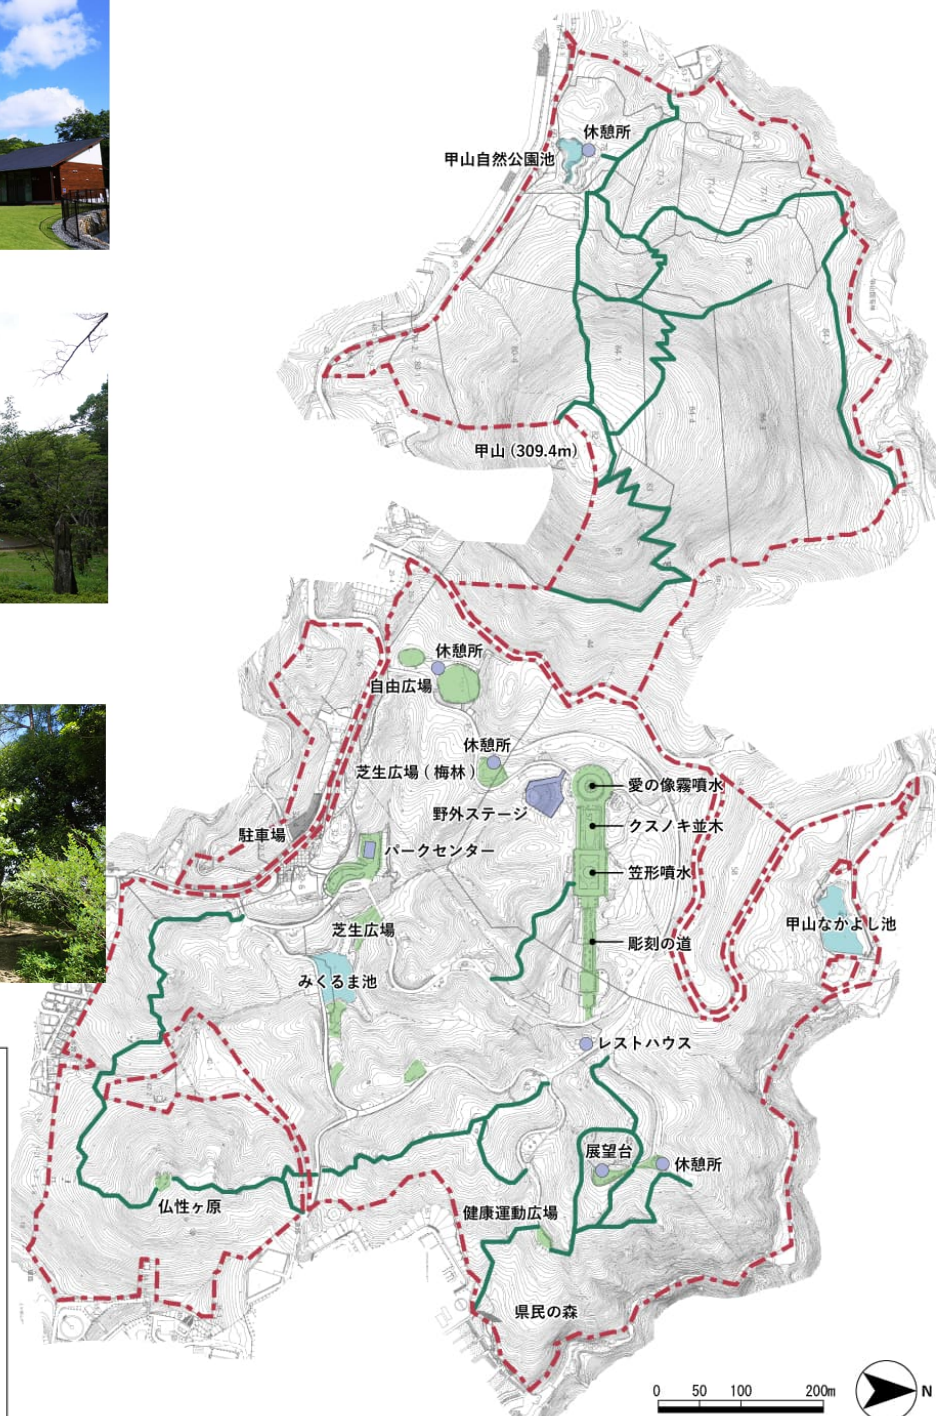 休憩所
甲山自然公園池
甲山 (309.4m)
休憩所
自由広場
休憩所
芝生広場 ( 梅林 )
野外ステージ
愛の像霧噴水
クスノキ並木
笠形噴水
駐車場
パークセンター
芝生広場
彫刻の道
甲山なかよし池
みくるま池
レストハウス
展望台
休憩所
仏性ヶ原
健康運動広場
県民の森
0 50 100 200m
N